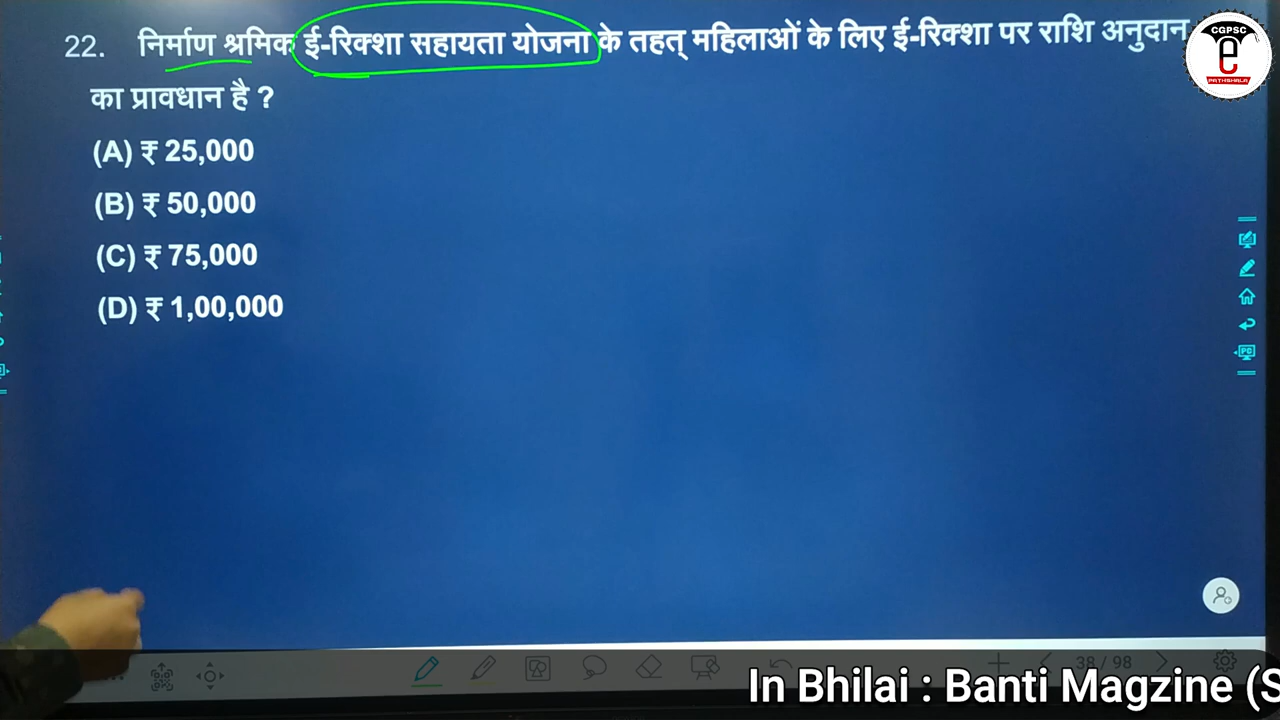 22. निर्माण श्रमिक ई-रिक्शा सहायता योजना के तहत् महिलाओं के लिए ई-रिक्शा पर राशि अनुदान
का प्रावधान है ?
(A) ₹ 25,000
(B) ₹ 50,000
(C) ₹ 75,000
(D) ₹ 1,00,000
CGPSC
e
PATHSHALA
PC
38 / 98
In Bhilai : Banti Magzine (S